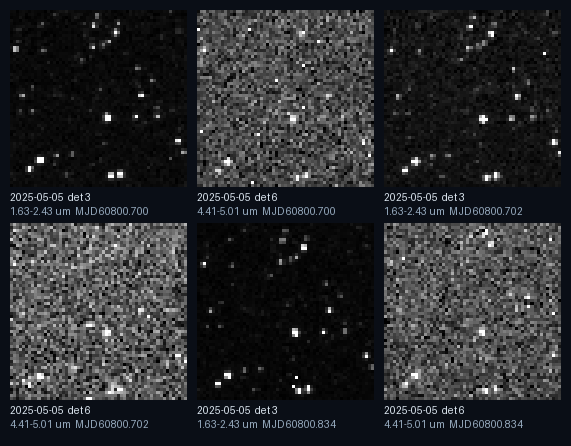 2025-05-05 det3
1.63-2.43 um MJD60800.700
2025-05-05 det6
4.41-5.01 um MJD60800.700
2025-05-05 det3
1.63-2.43 um MJD60800.702
2025-05-05 det6
4.41-5.01 um MJD60800.702
2025-05-05 det3
1.63-2.43 um MJD60800.834
2025-05-05 det6
4.41-5.01 um MJD60800.834